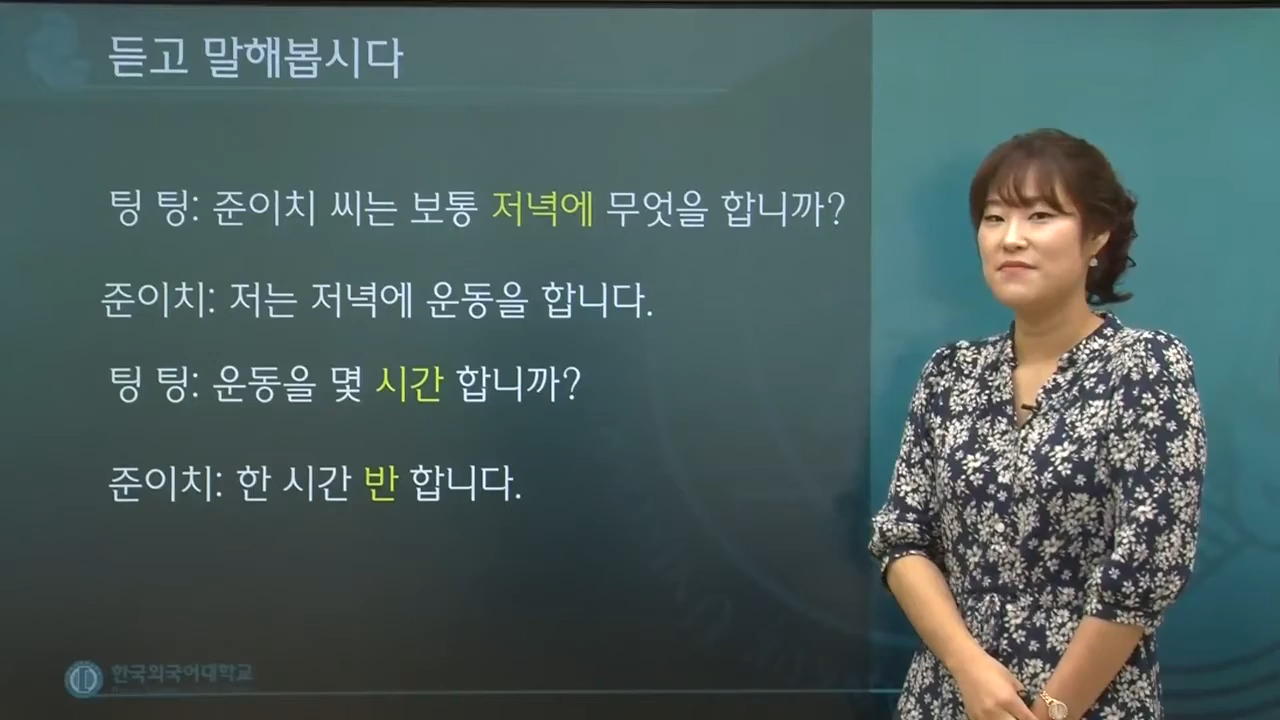 듣고 말해봅시다
팅 팅: 준이치 씨는 보통 저녁에 무엇을 합니까?
준이치: 저는 저녁에 운동을 합니다.
팅 팅: 운동을 몇 시간 합니까?
준이치: 한 시간 반 합니다.
한국외국어대학교